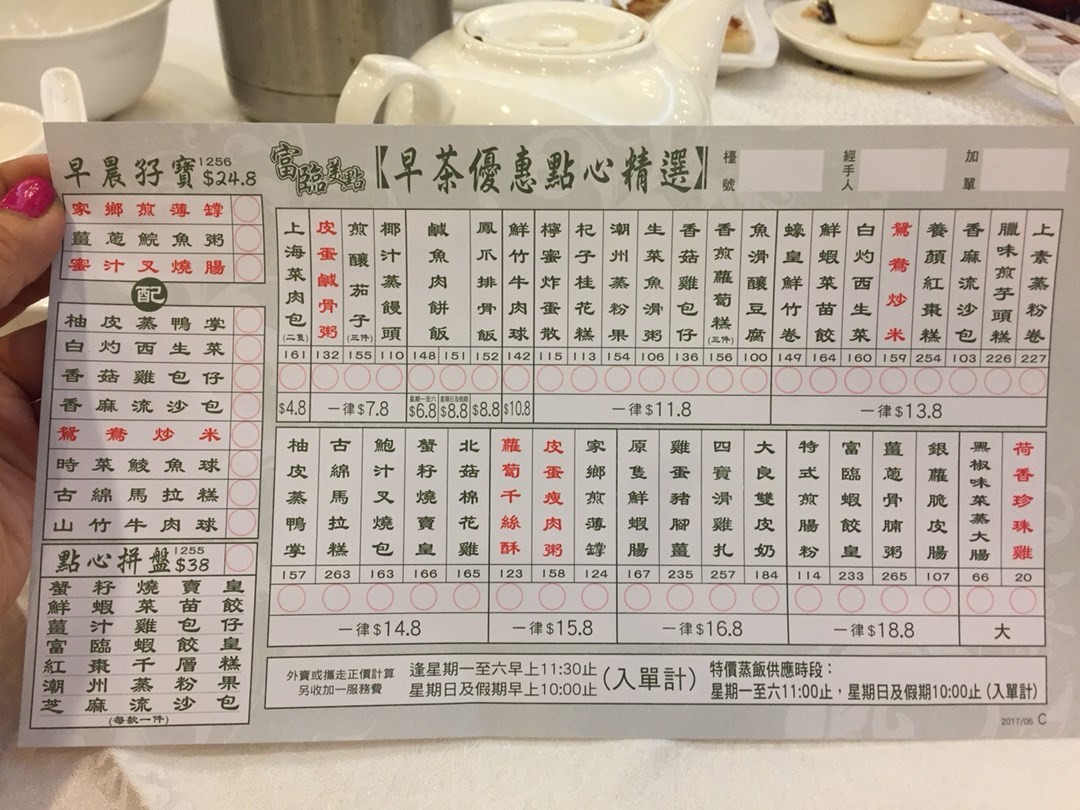 早晨孖寶 1256 $24.8
家鄉煎薄罉
薑蔥鯇魚粥
蜜汁叉燒腸
配
柚皮蒸鴨掌
白灼西生菜
香菇雞包仔
香麻流沙包
鴛鴦炒米
時菜鯪魚球
古綿馬拉糕
山竹牛肉球
點心拼盤 1255 $38
蟹籽燒賣皇
鮮蝦菜苗餃
薑汁雞包仔
富臨蝦餃皇
紅棗千層糕
潮州蒸粉果
芝麻流沙包
(每款一件)
富臨美點【早茶優惠點心精選】
檯號
經手人
加單
上海菜肉包(二隻) 161
皮蛋鹹骨粥 132
煎釀茄子(三件) 155
椰汁蒸饅頭 110
鹹魚肉餅飯 148 151
鳳爪排骨飯 152
鮮竹牛肉球 142
檸蜜炸蛋散 115
杞子桂花糕 113
潮州蒸粉果 154
生菜魚滑粥 106
香菇雞包仔 136
香煎蘿蔔糕(三件) 156
魚滑釀豆腐 100
蠔皇鮮竹卷 149
鮮蝦菜苗餃 164
白灼西生菜 160
鴛鴦炒米 159
養顏紅棗糕 254
香麻流沙包 103
臘味煎芋頭糕 226
上素蒸粉卷 227
$4.8
一律$7.8
星期一至六 $6.8
星期日及假期 $8.8
$8.8
$10.8
一律$11.8
一律$13.8
柚皮蒸鴨掌 157
古綿馬拉糕 263
鮑汁叉燒包 163
蟹籽燒賣皇 166
北菇棉花雞 165
蘿蔔千絲酥 123
皮蛋瘦肉粥 158
家鄉煎薄罉 124
原隻鮮蝦腸 167
雞蛋豬腳薑 235
四寶滑雞扎 257
大良雙皮奶 184
特式煎腸粉 114
富臨蝦餃皇 233
薑蔥骨腩粥 265
銀蘿脆皮腸 107
黑椒味菜蒸大腸 66
荷香珍珠雞 20
一律$14.8
一律$15.8
一律$16.8
一律$18.8
大
外賣或攜走正價計算
另收加一服務費
逢星期一至六早上11:30止
星期日及假期早上10:00止
(入單計)
特價蒸飯供應時段：
星期一至六11:00止，星期日及假期10:00止(入單計)
2017/06 C